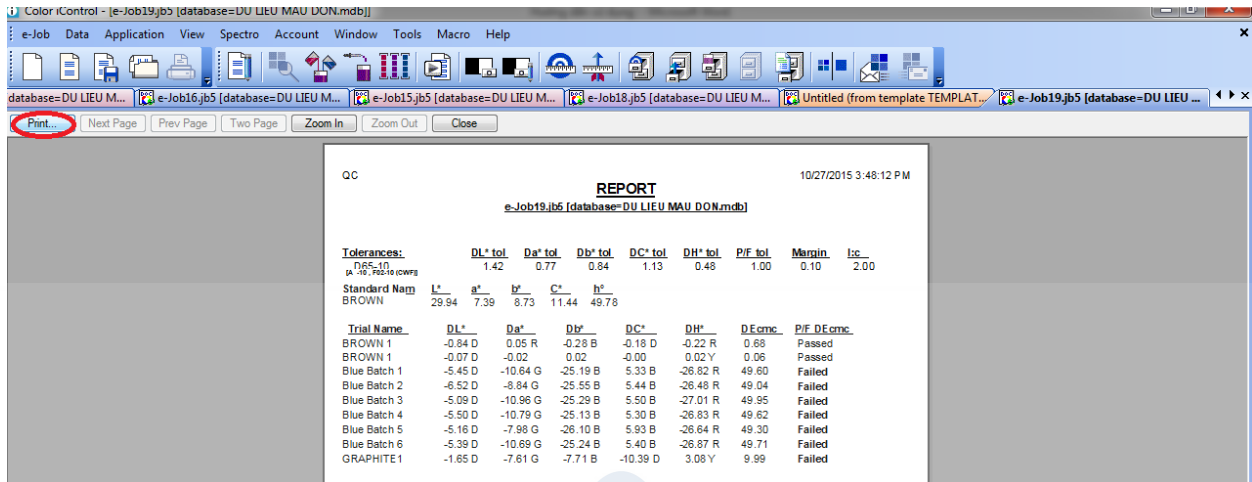 Color iControl - [e-Job19.jb5 [database=DU LIEU MAU DON.mdb]]
e-Job Data Application View Spectro Account Window Tools Macro Help
database=DU LIEU M... e-Job16.jb5 [database=DU LIEU M... e-Job15.jb5 [database=DU LIEU M... e-Job18.jb5 [database=DU LIEU M... Untitled (from template TEMPLAT... e-Job19.jb5 [database=DU LIEU ...
Print... Next Page Prev Page Two Page Zoom In Zoom Out Close
QC 10/27/2015 3:48:12 PM
REPORT
e-Job19.jb5 [database=DU LIEU MAU DON.mdb]
Tolerances: DL* tol Da* tol Db* tol DC* tol DH* tol P/F tol Margin l:c
D65-10 1.42 0.77 0.84 1.13 0.48 1.00 0.10 2.00
[A -10 , F02-10 (CWF)]
Standard Nam L* a* b* C* h°
BROWN 29.94 7.39 8.73 11.44 49.78
Trial Name DL* Da* Db* DC* DH* DEcmc P/F DEcmc
BROWN 1 -0.84 D 0.05 R -0.28 B -0.18 D -0.22 R 0.68 Passed
BROWN 1 -0.07 D -0.02 0.02 -0.00 0.02 Y 0.06 Passed
Blue Batch 1 -5.45 D -10.64 G -25.19 B 5.33 B -26.82 R 49.60 Failed
Blue Batch 2 -6.52 D -8.84 G -25.55 B 5.44 B -26.48 R 49.04 Failed
Blue Batch 3 -5.09 D -10.96 G -25.29 B 5.50 B -27.01 R 49.95 Failed
Blue Batch 4 -5.50 D -10.79 G -25.13 B 5.30 B -26.83 R 49.62 Failed
Blue Batch 5 -5.16 D -7.98 G -26.10 B 5.93 B -26.64 R 49.30 Failed
Blue Batch 6 -5.39 D -10.69 G -25.24 B 5.40 B -26.87 R 49.71 Failed
GRAPHITE1 -1.65 D -7.61 G -7.71 B -10.39 D 3.08 Y 9.99 Failed